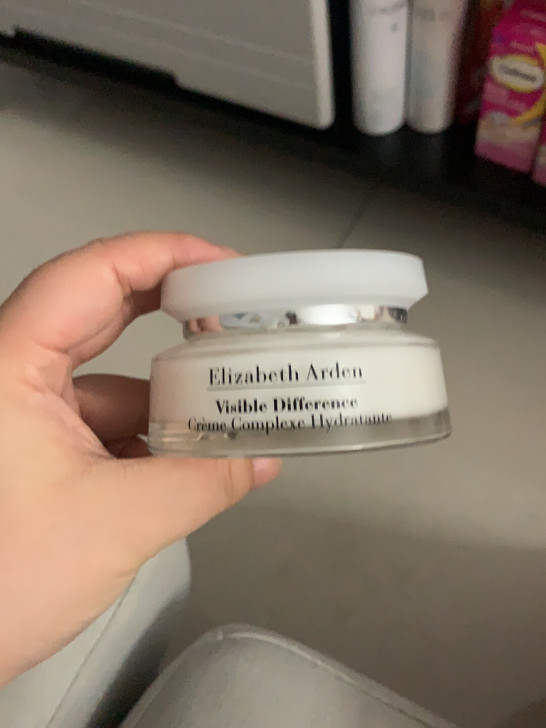 Elizabeth Arden
Visible Difference
Crème Complexe Hydratante